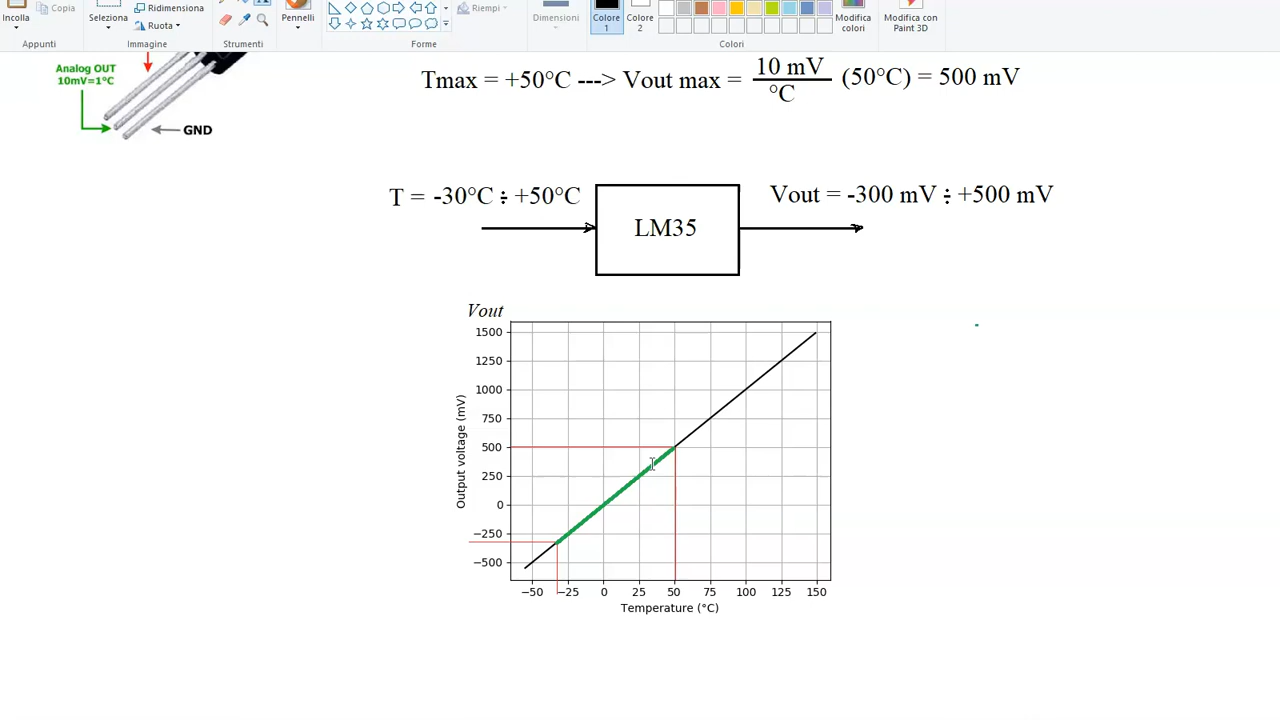 Incolla
Copia
Appunti
Seleziona
Ridimensiona
Ruota
Immagine
Strumenti
Pennelli
Riempi
Forme
Dimensioni
Colore
1
Colore
2
Colori
Modifica
colori
Modifica con
Paint 3D
Analog OUT
10mV=1°C
GND
Tmax = +50°C ---> Vout max = 10 mV / °C (50°C) = 500 mV
T = -30°C ÷ +50°C
LM35
Vout = -300 mV ÷ +500 mV
Vout
Output voltage (mV)
1500
1250
1000
750
500
250
0
−250
−500
−50 −25 0 25 50 75 100 125 150
Temperature (°C)